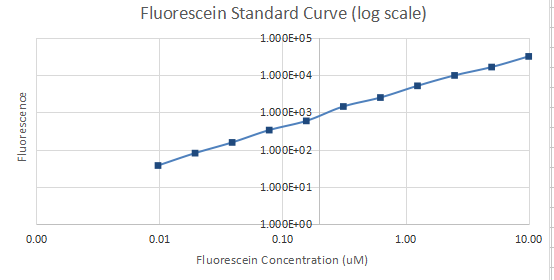 Fluorescein Standard Curve (log scale)
1.000E+05
1.000E+04
1.000E+03
1.000E+02
1.000E+01
1.000E+00
Fluorescence
0.00 0.01 0.10 1.00 10.00
Fluorescein Concentration (uM)